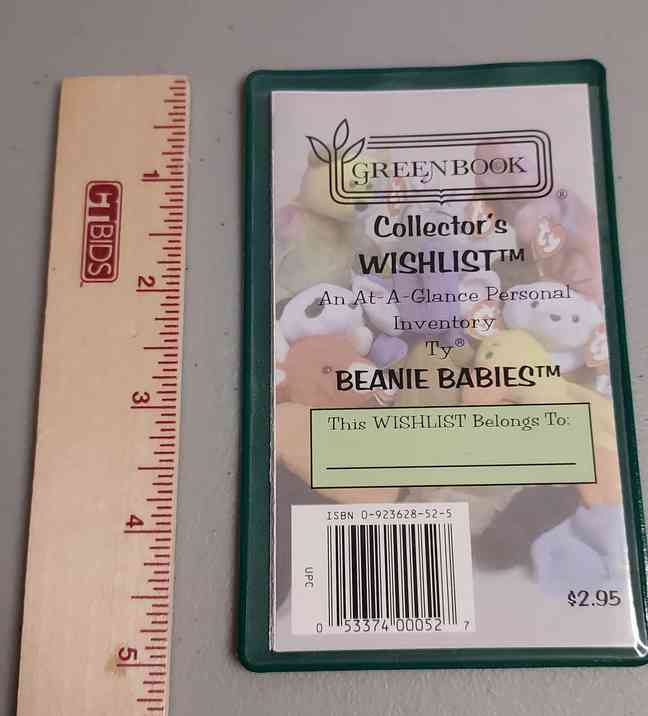 CTBIDS
1
2
3
4
5
GREENBOOK ®
Collector's
WISHLIST™
An At-A-Glance Personal
Inventory
Ty®
BEANIE BABIES™
This WISHLIST Belongs To:
ISBN 0-923628-52-5
UPC
0 53374 00052 7
$2.95